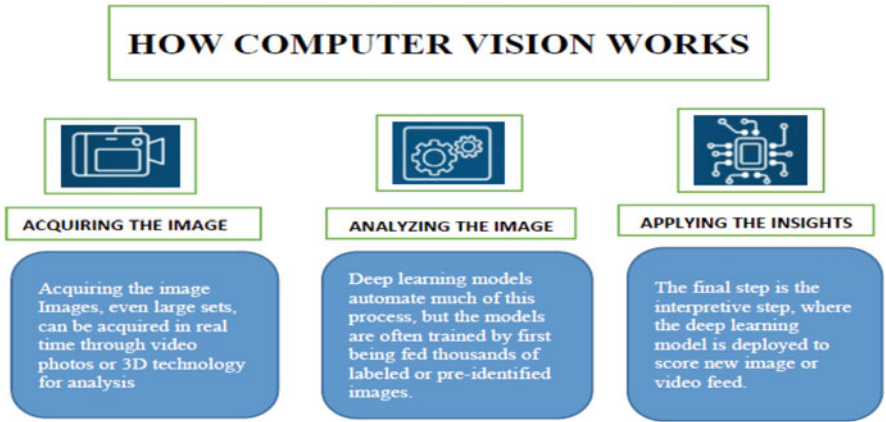 HOW COMPUTER VISION WORKS
ACQUIRING THE IMAGE
Acquiring the image
Images, even large sets,
can be acquired in real
time through video
photos or 3D technology
for analysis
ANALYZING THE IMAGE
Deep learning models
automate much of this
process, but the models
are often trained by first
being fed thousands of
labeled or pre-identified
images.
APPLYING THE INSIGHTS
The final step is the
interpretive step, where
the deep learning
model is deployed to
score new image or
video feed.